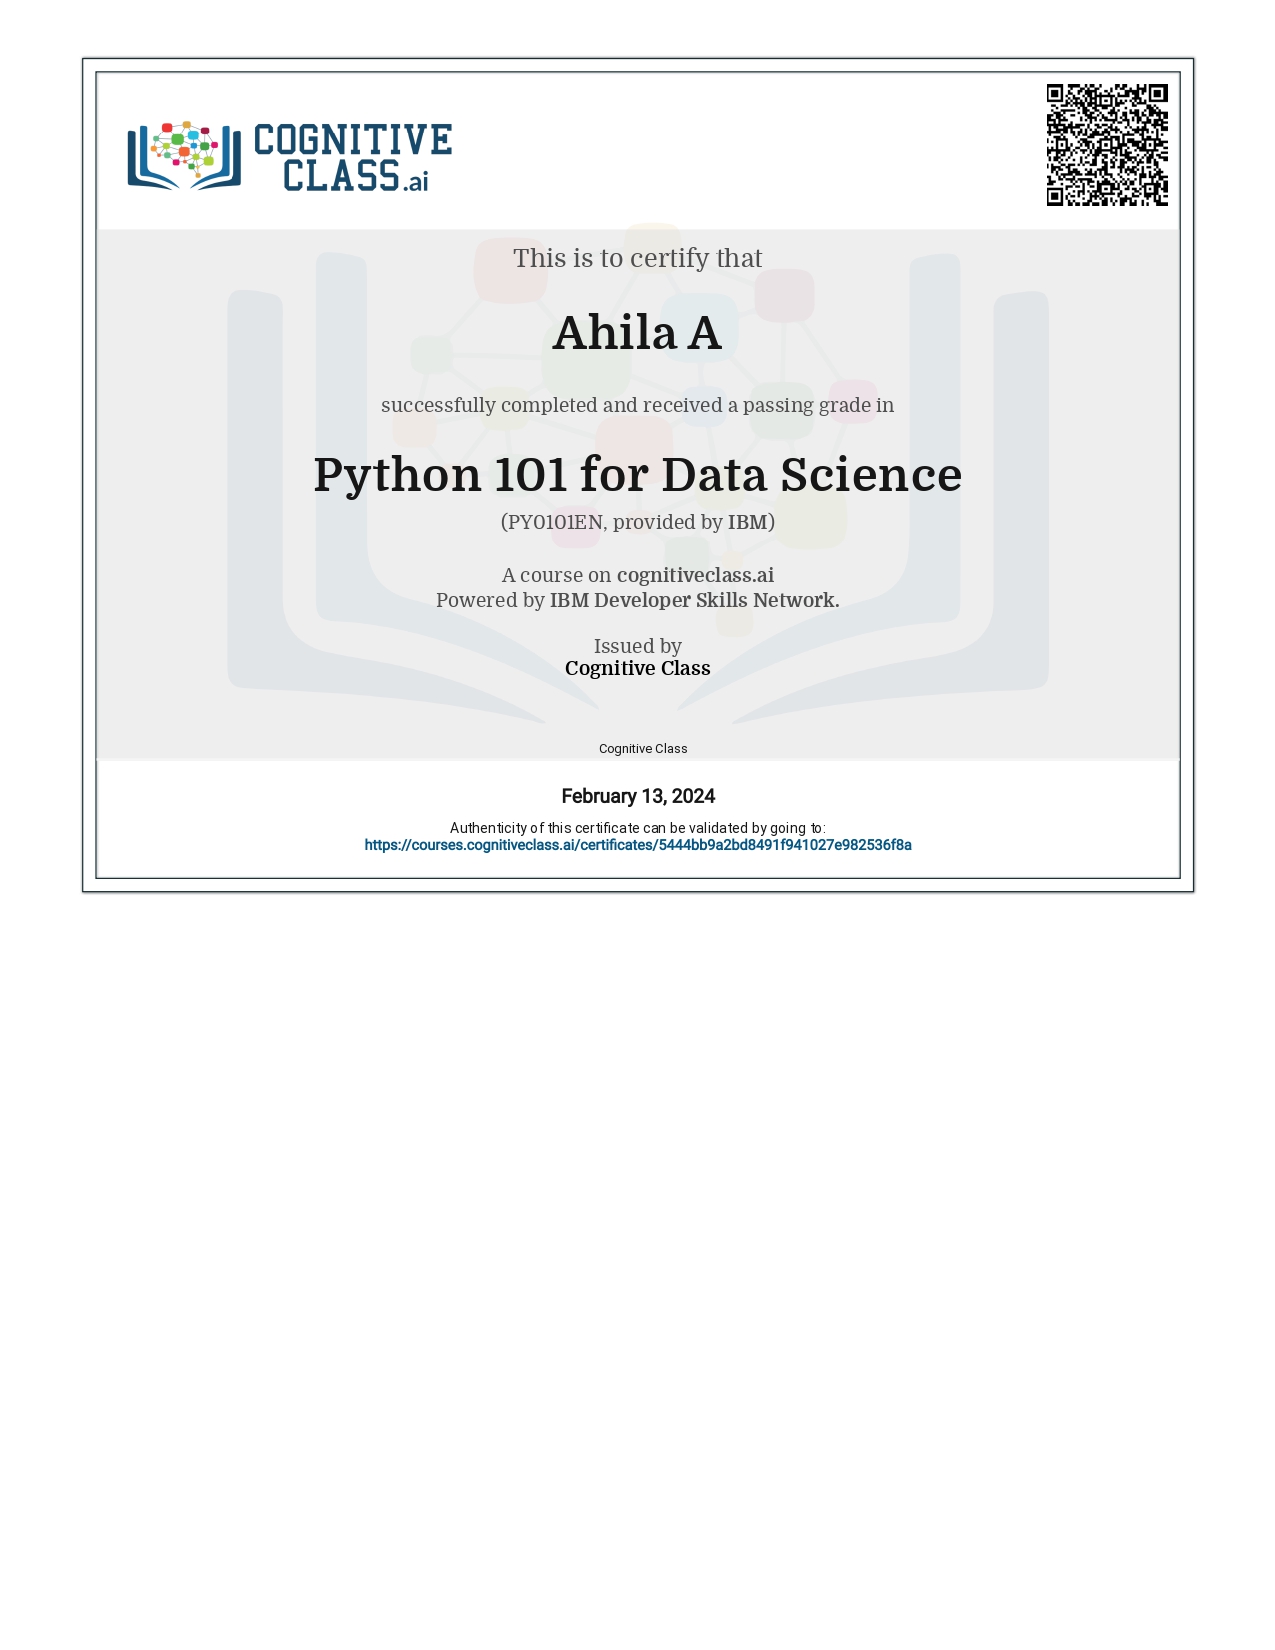 COGNITIVE
CLASS.ai
This is to certify that
Ahila A
successfully completed and received a passing grade in
Python 101 for Data Science
(PY0101EN, provided by IBM)
A course on cognitiveclass.ai
Powered by IBM Developer Skills Network.
Issued by
Cognitive Class
Cognitive Class
February 13, 2024
Authenticity of this certificate can be validated by going to:
https://courses.cognitiveclass.ai/certificates/5444bb9a2bd8491f941027e982536f8a